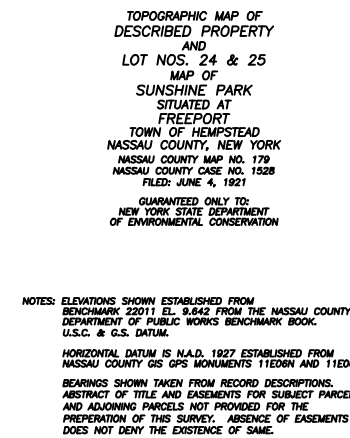 TOPOGRAPHIC MAP OF
DESCRIBED PROPERTY
AND
LOT NOS. 24 & 25
MAP OF
SUNSHINE PARK
SITUATED AT
FREEPORT
TOWN OF HEMPSTEAD
NASSAU COUNTY, NEW YORK
NASSAU COUNTY MAP NO. 179
NASSAU COUNTY CASE NO. 1528
FILED: JUNE 4, 1921
GUARANTEED ONLY TO:
NEW YORK STATE DEPARTMENT
OF ENVIRONMENTAL CONSERVATION
NOTES: ELEVATIONS SHOWN ESTABLISHED FROM
BENCHMARK 22011 EL. 9.642 FROM THE NASSAU COUNTY
DEPARTMENT OF PUBLIC WORKS BENCHMARK BOOK.
U.S.C. & G.S. DATUM.
HORIZONTAL DATUM IS N.A.D. 1927 ESTABLISHED FROM
NASSAU COUNTY GIS GPS MONUMENTS 11E06N AND
BEARINGS SHOWN TAKEN FROM RECORD DESCRIPTIONS.
ABSTRACT OF TITLE AND EASEMENTS FOR SUBJECT
AND ADJOINING PARCELS NOT PROVIDED FOR THE
PREPERATION OF THIS SURVEY. ABSENCE OF EASEMENTS
DOES NOT DENY THE EXISTENCE OF SAME.